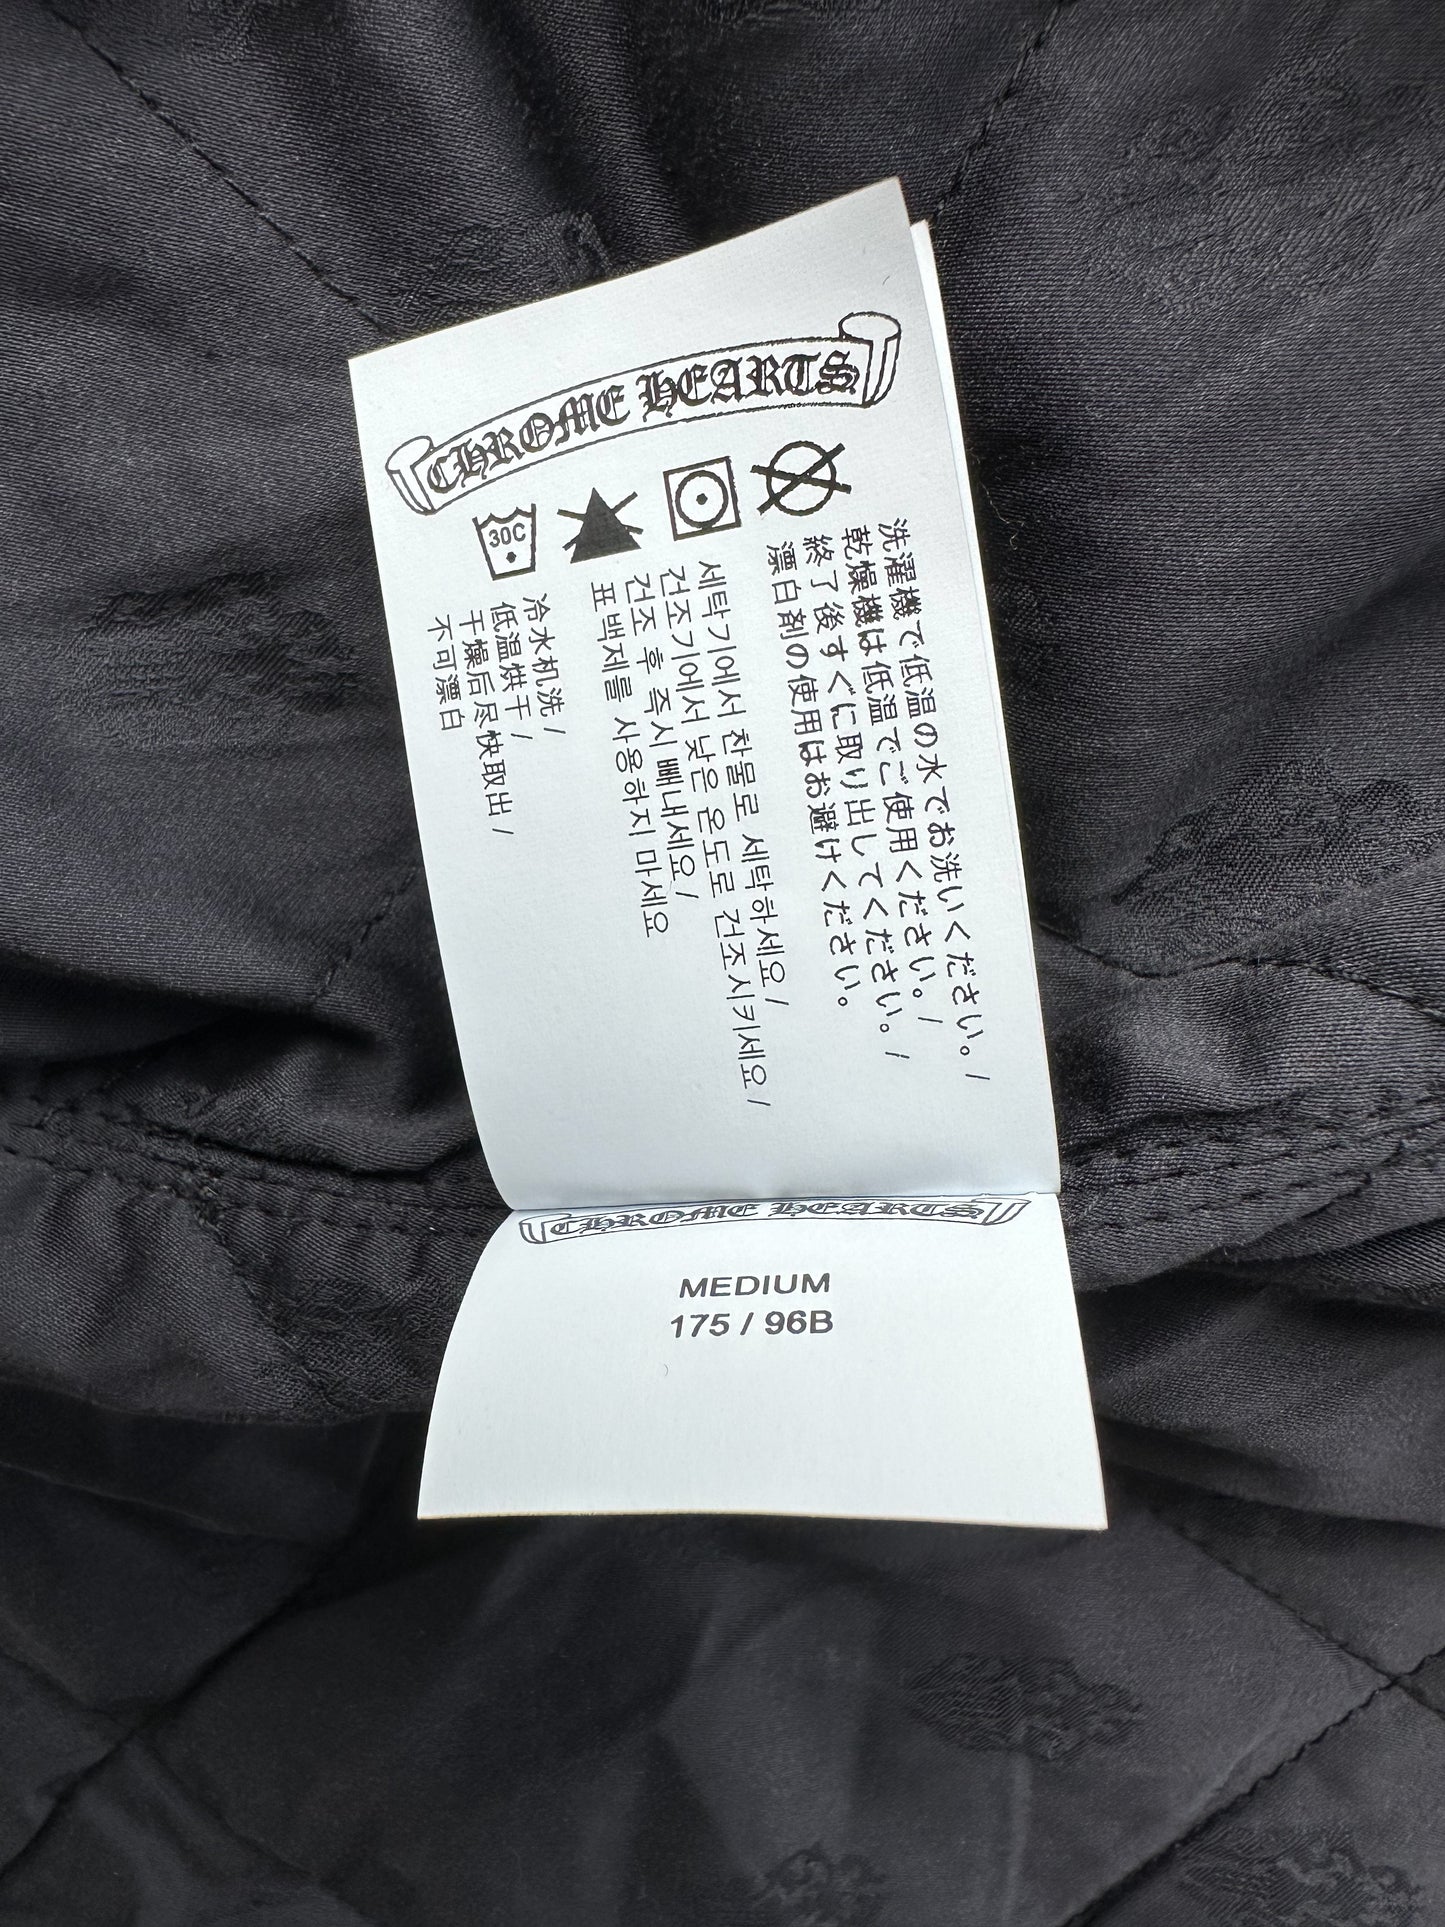 CHROME HEARTS
30C
洗濯機で低温の水でお洗いください。/
乾燥機は低温でご使用ください。/
終了後すぐに取り出してください。/
漂白剤の使用はお避けください。
세탁기에서 찬물로 세탁하세요/
건조기에서 낮은 온도로 건조시키세요/
건조 후 즉시 빼내세요/
표백제를 사용하지 마세요
冷水机洗/
低温烘干/
干燥后尽快取出/
不可漂白
CHROME HEARTS
MEDIUM
175 / 96B